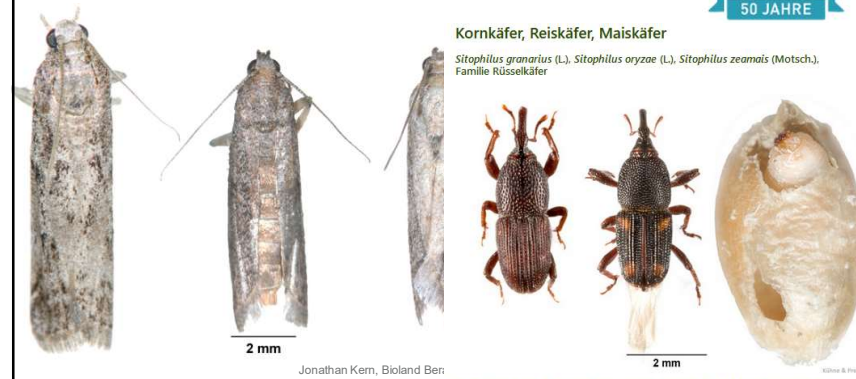 50 JAHRE
Kornkäfer, Reiskäfer, Maiskäfer
Sitophilus granarius (L.), Sitophilus oryzae (L.), Sitophilus zeamais (Motsch.),
Familie Rüsselkäfer
2 mm
2 mm
Jonathan Kern, Bioland